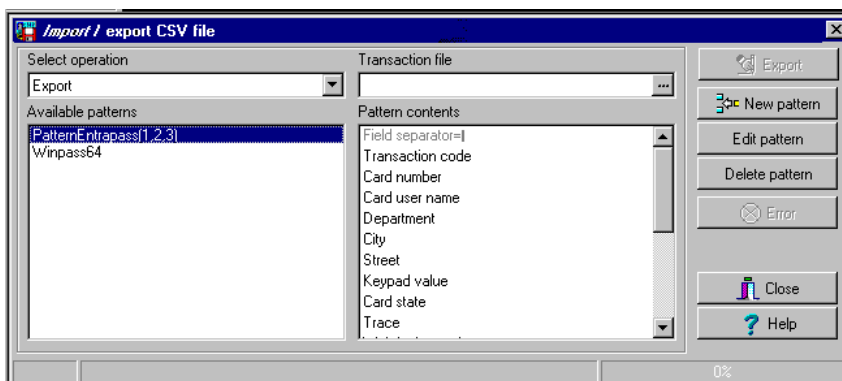 Import / export CSV file
Select operation
Export
Transaction file
...
Available patterns
PatternEntrapass(1,2,3)
Winpass64
Pattern contents
Field separator=|
Transaction code
Card number
Card user name
Department
City
Street
Keypad value
Card state
Trace
Export
New pattern
Edit pattern
Delete pattern
Error
Close
Help
0%